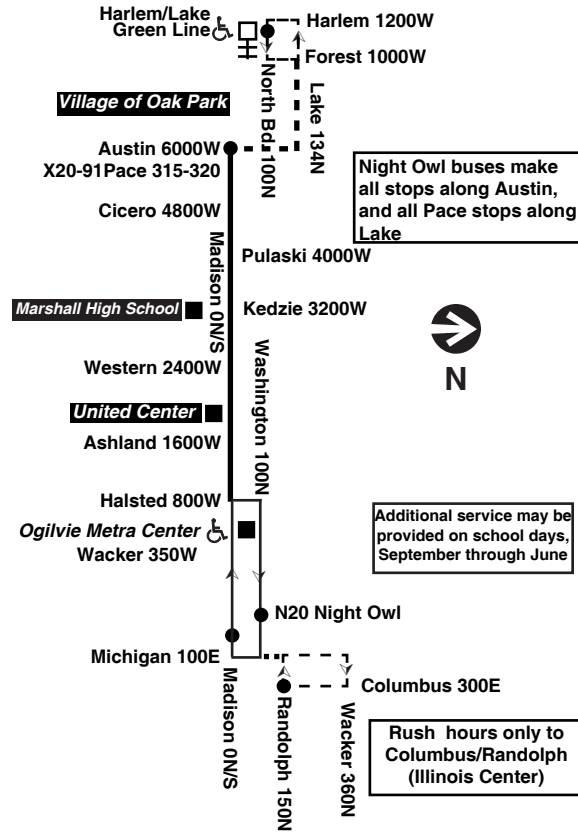 Harlem/Lake
Green Line
Harlem 1200W
Forest 1000W
North Bd. 100N
Lake 134N
Village of Oak Park
Austin 6000W
X20-91Pace 315-320
Night Owl buses make
all stops along Austin,
and all Pace stops along
Lake
Cicero 4800W
Madison 0N/S
Pulaski 4000W
Marshall High School
Kedzie 3200W
N
Western 2400W
Washington 100N
United Center
Ashland 1600W
Halsted 800W
Ogilvie Metra Center
Wacker 350W
Additional service may be
provided on school days,
September through June
N20 Night Owl
Michigan 100E
Madison 0N/S
Randolph 150N
Columbus 300E
Wacker 360N
Rush hours only to
Columbus/Randolph
(Illinois Center)